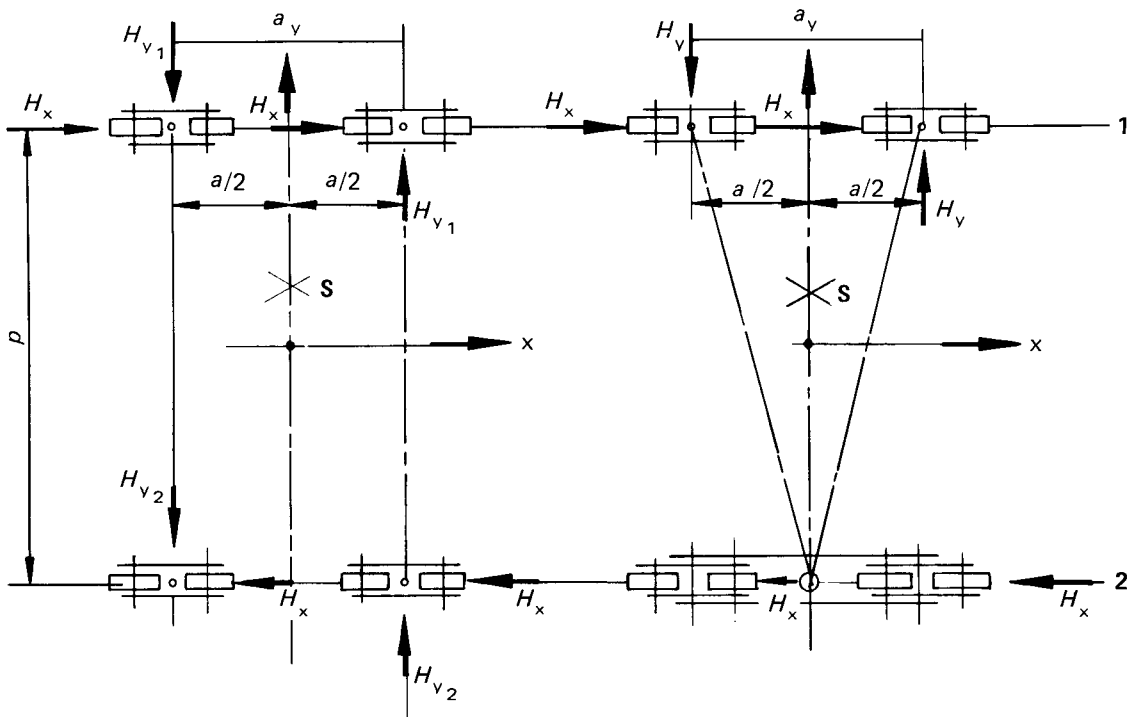 a_y a_y
H_y1 H_y
H_x H_x H_x H_x 1
a/2 a/2 a/2 a/2
H_y1 H_y
S S
p
x x
H_y2
H_x H_x H_x H_x 2
H_y2